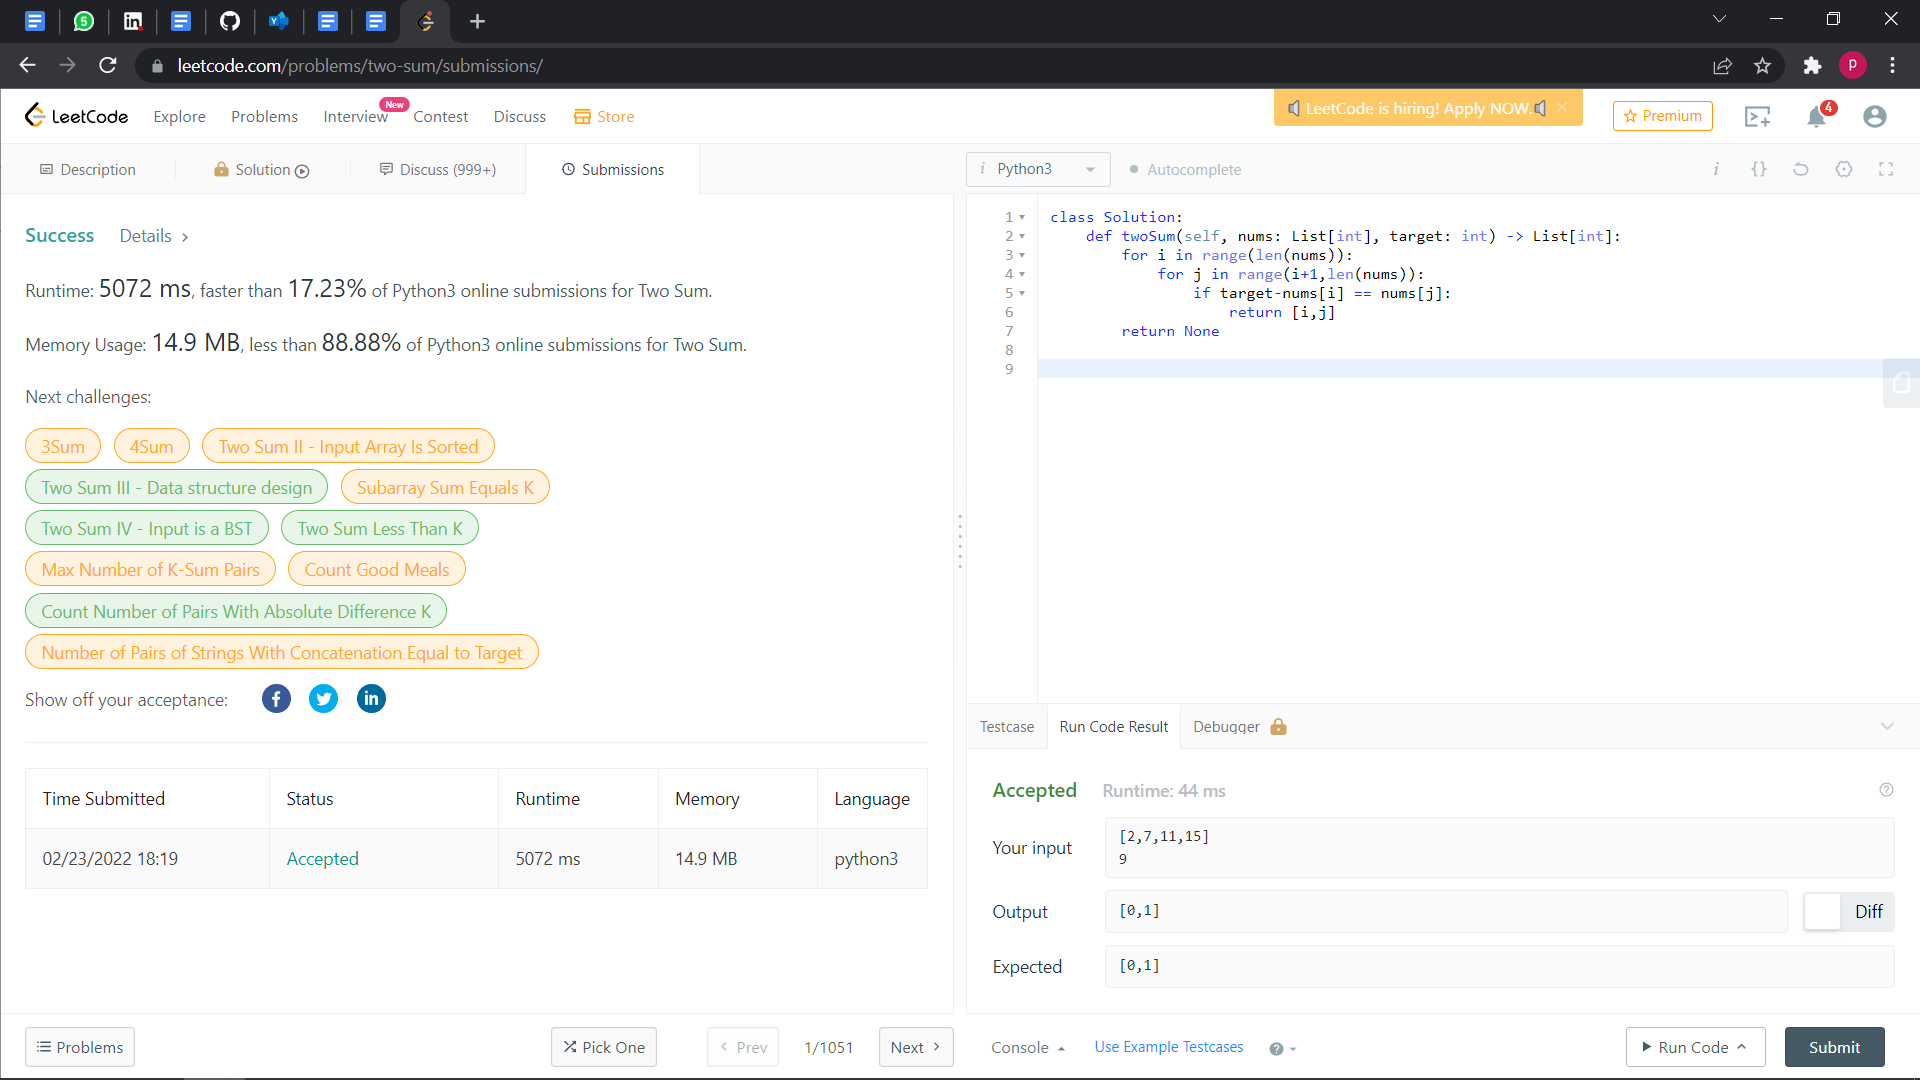 5
in
leetcode.com/problems/two-sum/submissions/
P
LeetCode
Explore
Problems
Interview
New
Contest
Discuss
Store
LeetCode is hiring! Apply NOW.
Premium
4
Description
Solution
Discuss (999+)
Submissions
Python3
Autocomplete
Success
Details
Runtime: 5072 ms, faster than 17.23% of Python3 online submissions for Two Sum.
Memory Usage: 14.9 MB, less than 88.88% of Python3 online submissions for Two Sum.
Next challenges:
3Sum
4Sum
Two Sum II - Input Array Is Sorted
Two Sum III - Data structure design
Subarray Sum Equals K
Two Sum IV - Input is a BST
Two Sum Less Than K
Max Number of K-Sum Pairs
Count Good Meals
Count Number of Pairs With Absolute Difference K
Number of Pairs of Strings With Concatenation Equal to Target
Show off your acceptance:
Time Submitted Status Runtime Memory Language
02/23/2022 18:19 Accepted 5072 ms 14.9 MB python3
1 class Solution:
2 def twoSum(self, nums: List[int], target: int) -> List[int]:
3 for i in range(len(nums)):
4 for j in range(i+1,len(nums)):
5 if target-nums[i] == nums[j]:
6 return [i,j]
7 return None
8
9
Testcase
Run Code Result
Debugger
Accepted
Runtime: 44 ms
Your input
[2,7,11,15]
9
Output
[0,1]
Diff
Expected
[0,1]
Problems
Pick One
Prev
1/1051
Next
Console
Use Example Testcases
Run Code
Submit